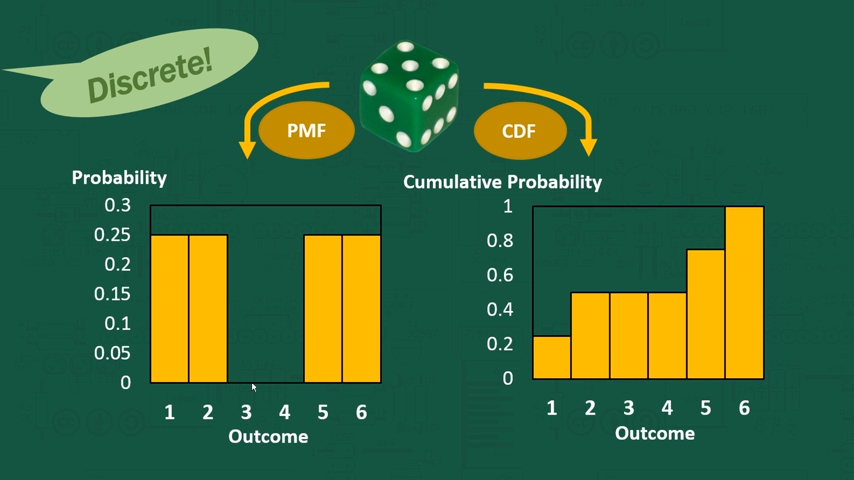 Discrete!
PMF
CDF
Probability
0.3
0.25
0.2
0.15
0.1
0.05
0
1 2 3 4 5 6
Outcome
Cumulative Probability
1
0.8
0.6
0.4
0.2
0
1 2 3 4 5 6
Outcome